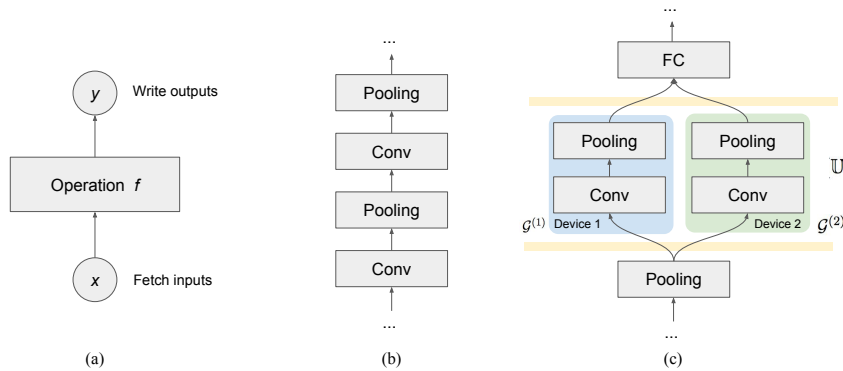 y
Write outputs
Operation f
x
Fetch inputs
(a)
...
Pooling
Conv
Pooling
Conv
...
(b)
...
FC
Pooling
Pooling
𝕌
Conv
Conv
𝒢⁽¹⁾
Device 1
Device 2
𝒢⁽²⁾
Pooling
...
(c)